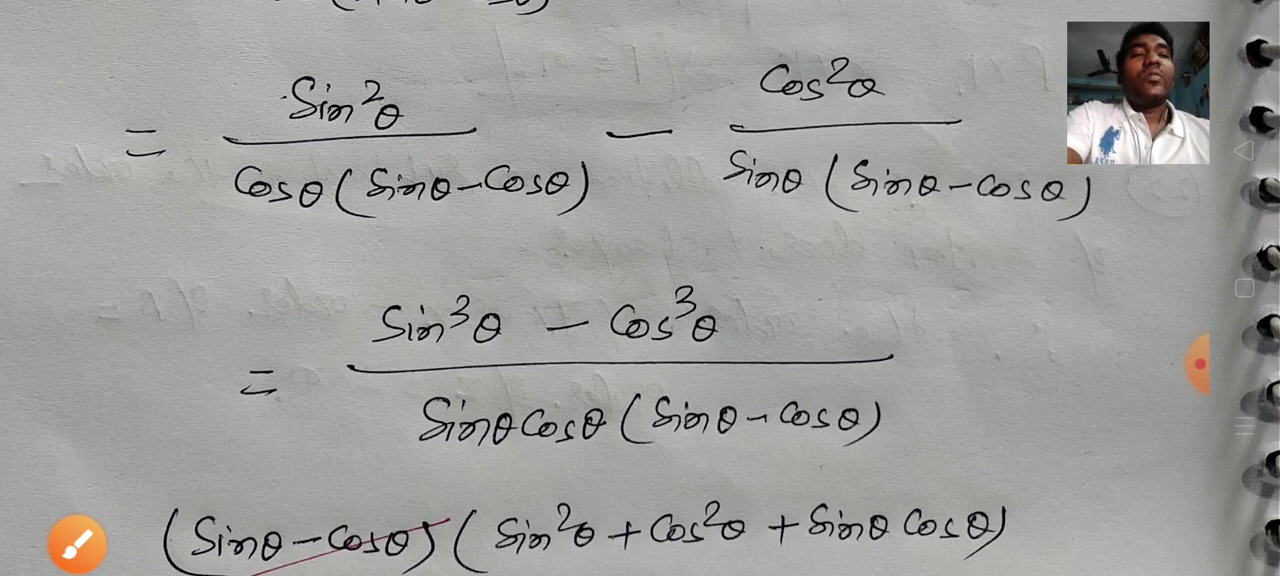 = Sin²θ / Cosθ(Sinθ-Cosθ) - Cos²θ / Sinθ(Sinθ-Cosθ)
= Sin³θ - Cos³θ / SinθCosθ(Sinθ-Cosθ)
(Sinθ-Cosθ)(Sin²θ+Cos²θ+SinθCosθ)